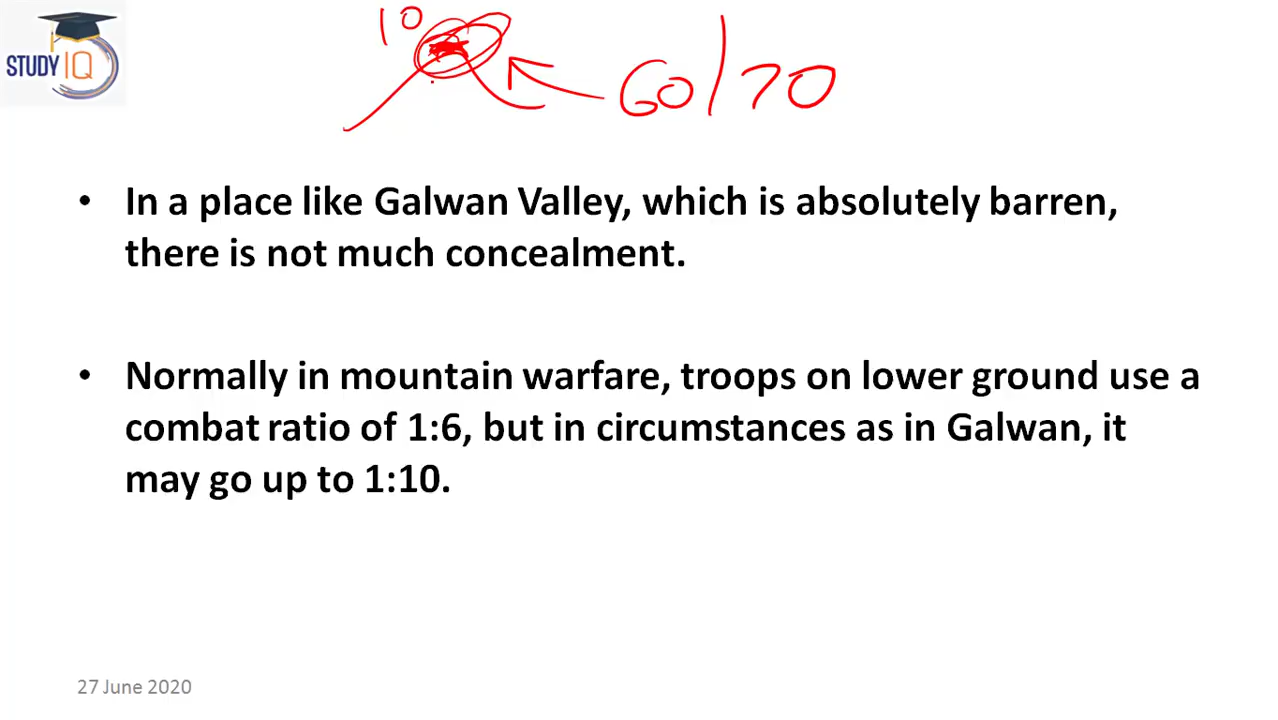 10
STUDY IQ
60/70
• In a place like Galwan Valley, which is absolutely barren,
there is not much concealment.
• Normally in mountain warfare, troops on lower ground use a
combat ratio of 1:6, but in circumstances as in Galwan, it
may go up to 1:10.
27 June 2020